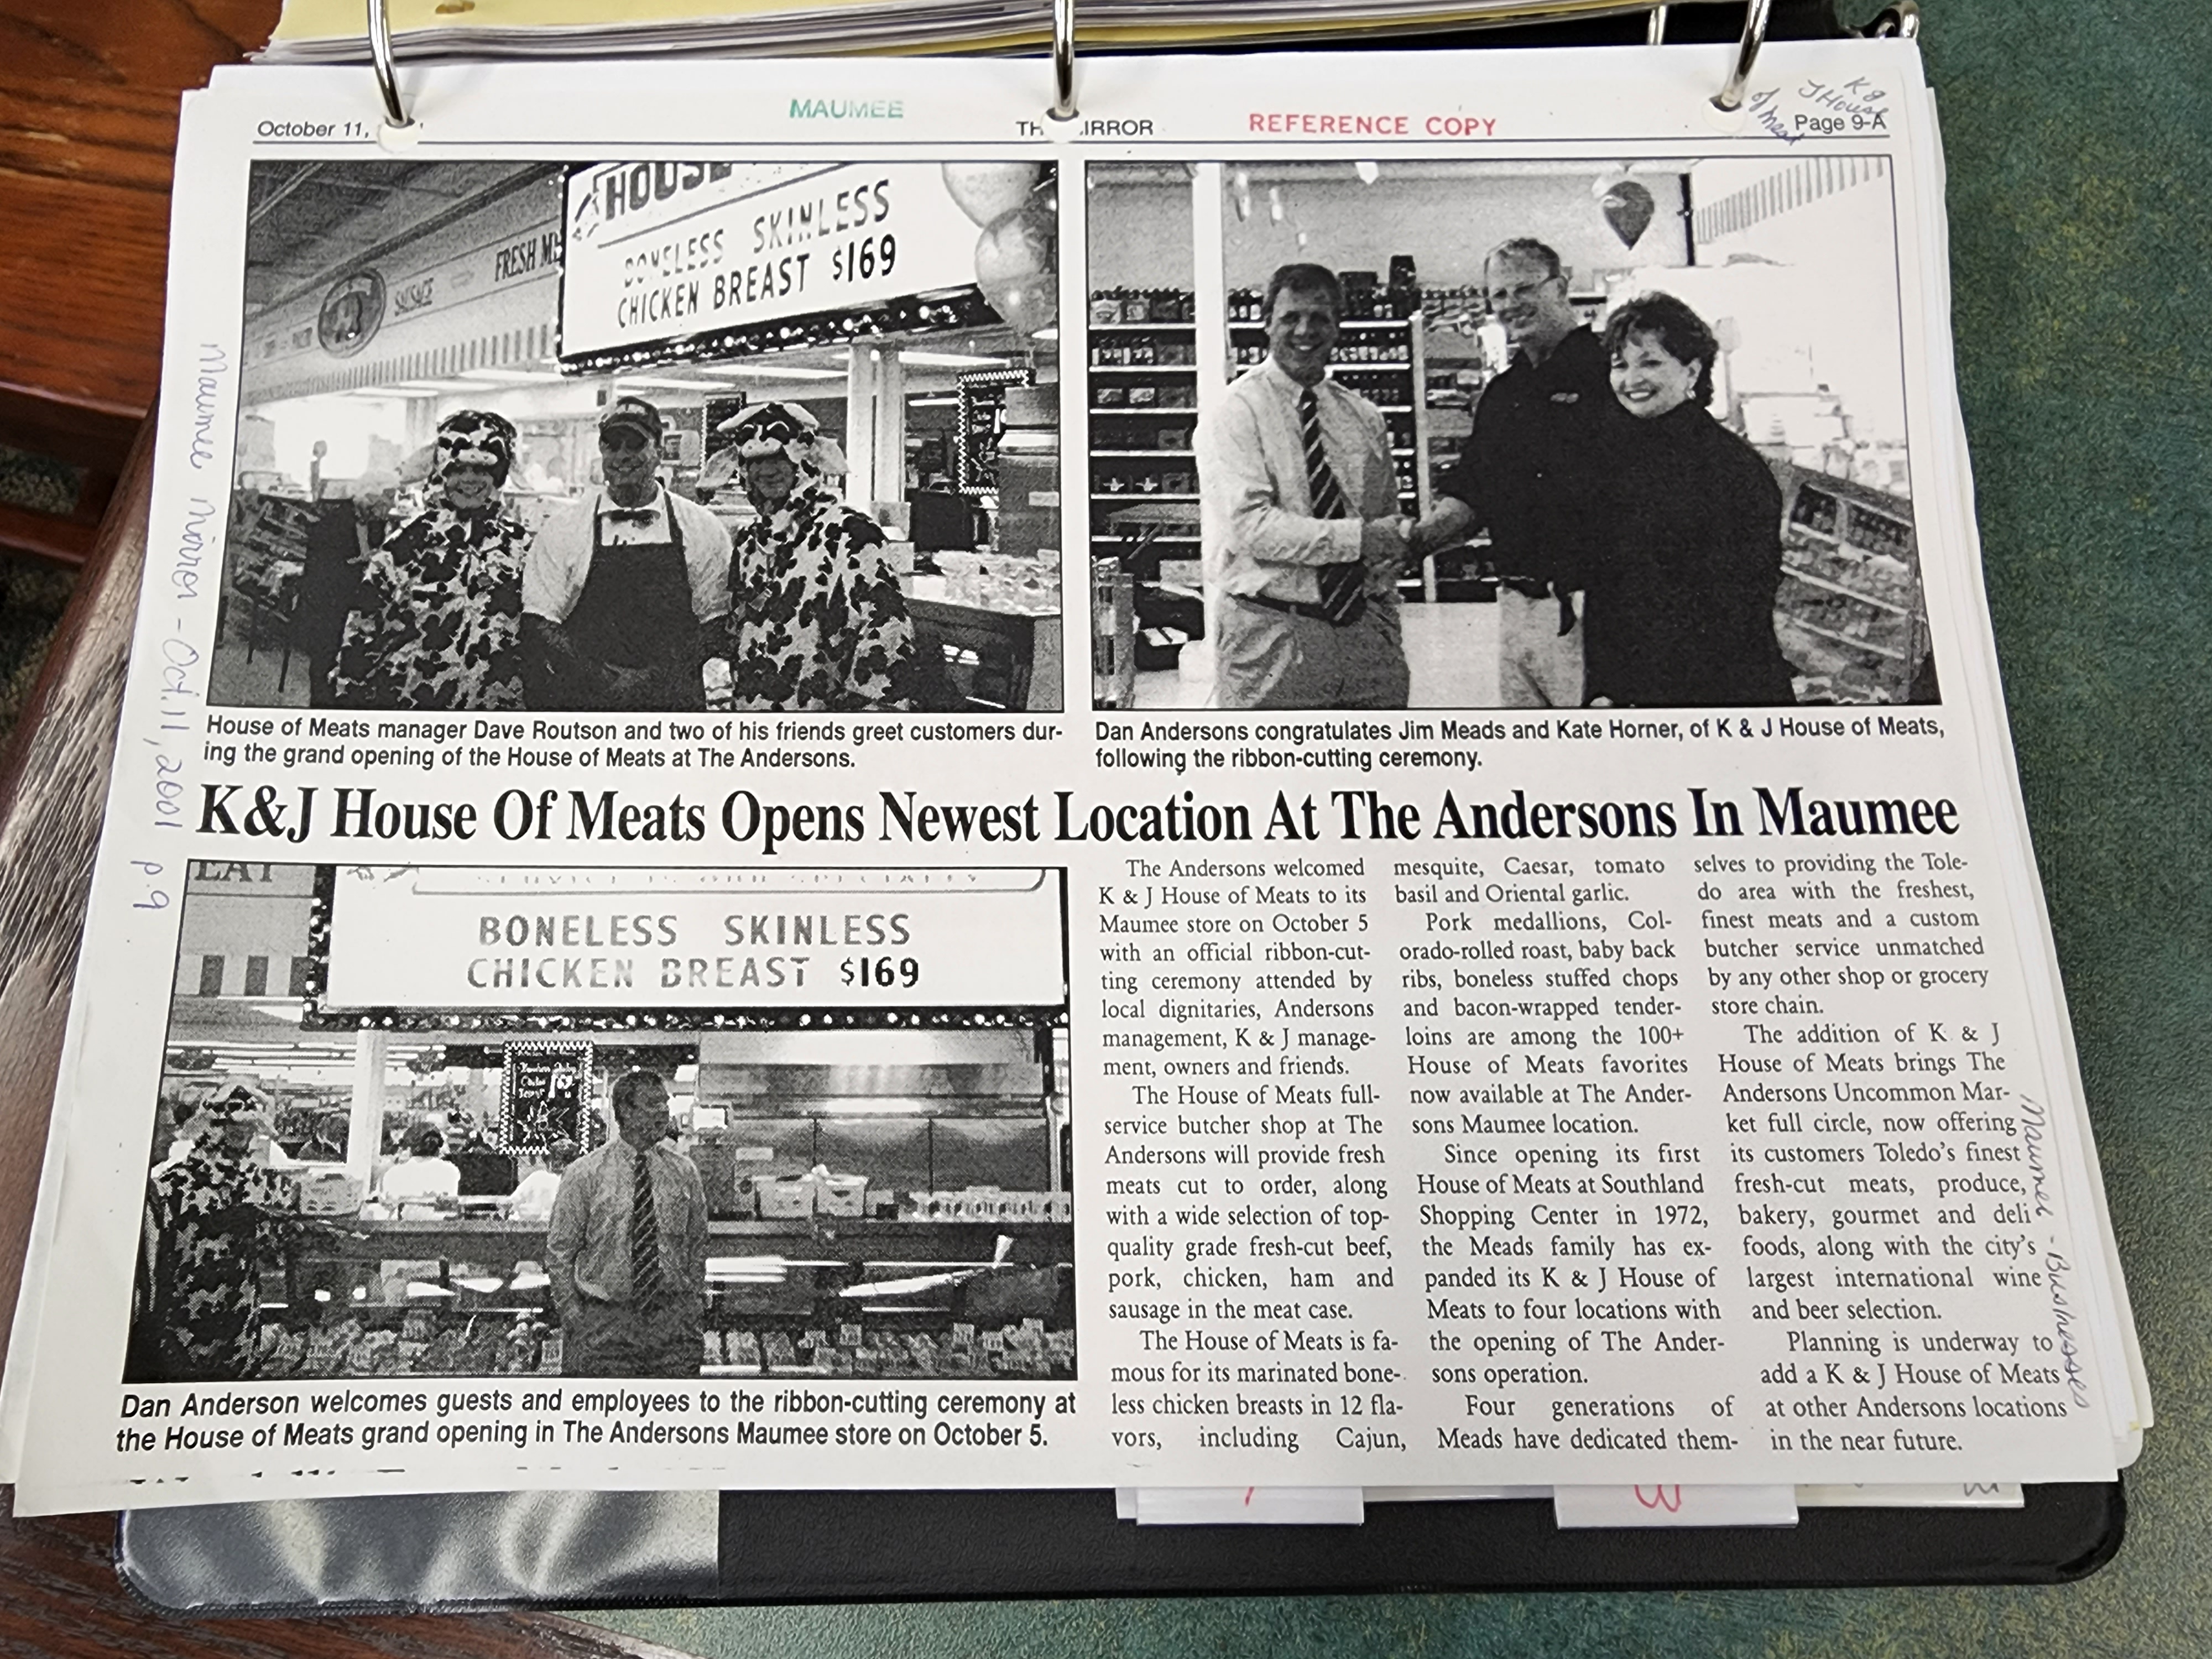 MAUMEE
REFERENCE COPY
K &
J House
of Meat
October 11,
TH IRROR
Page 9-A
HOUSE
BONELESS SKINLESS
CHICKEN BREAST $169
FRESH
SAUSAGE
House of Meats manager Dave Routson and two of his friends greet customers dur-
ing the grand opening of the House of Meats at The Andersons.
Dan Andersons congratulates Jim Meads and Kate Horner, of K & J House of Meats,
following the ribbon-cutting ceremony.
Maumee Mirror - Oct. 11, 2001 p. 9
K&J House Of Meats Opens Newest Location At The Andersons In Maumee
BONELESS SKINLESS
CHICKEN BREAST $169
Dan Anderson welcomes guests and employees to the ribbon-cutting ceremony at
the House of Meats grand opening in The Andersons Maumee store on October 5.
The Andersons welcomed
K & J House of Meats to its
Maumee store on October 5
with an official ribbon-cut-
ting ceremony attended by
local dignitaries, Andersons
management, K & J manage-
ment, owners and friends.
The House of Meats full-
service butcher shop at The
Andersons will provide fresh
meats cut to order, along
with a wide selection of top-
quality grade fresh-cut beef,
pork, chicken, ham and
sausage in the meat case.
The House of Meats is fa-
mous for its marinated bone-
less chicken breasts in 12 fla-
vors, including Cajun,
mesquite, Caesar, tomato
basil and Oriental garlic.
Pork medallions, Col-
orado-rolled roast, baby back
ribs, boneless stuffed chops
and bacon-wrapped tender-
loins are among the 100+
House of Meats favorites
now available at The Ander-
sons Maumee location.
Since opening its first
House of Meats at Southland
Shopping Center in 1972,
the Meads family has ex-
panded its K & J House of
Meats to four locations with
the opening of The Ander-
sons operation.
Four generations of
Meads have dedicated them-
selves to providing the Tole-
do area with the freshest,
finest meats and a custom
butcher service unmatched
by any other shop or grocery
store chain.
The addition of K & J
House of Meats brings The
Andersons Uncommon Mar-
ket full circle, now offering
its customers Toledo's finest
fresh-cut meats, produce,
bakery, gourmet and deli
foods, along with the city's
largest international wine
and beer selection.
Planning is underway to
add a K & J House of Meats
at other Andersons locations
in the near future.
Maumee - Businesses